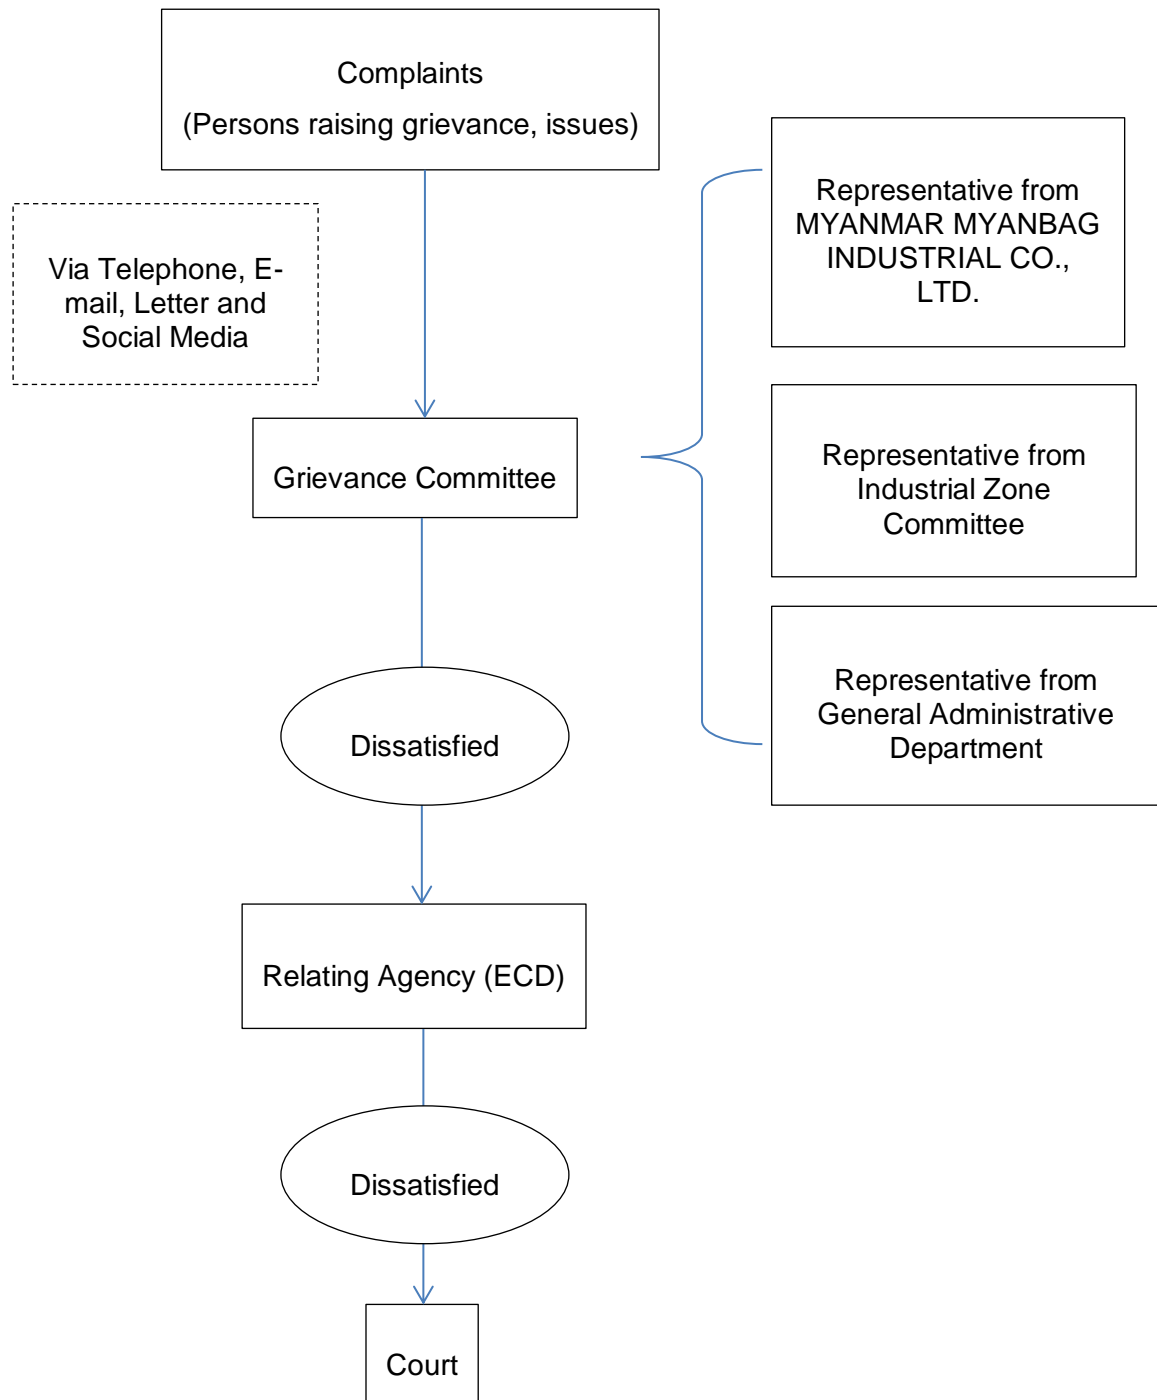 Complaints
(Persons raising grievance, issues)
Via Telephone, E-
mail, Letter and
Social Media
Grievance Committee
Representative from
MYANMAR MYANBAG
INDUSTRIAL CO.,
LTD.
Representative from
Industrial Zone
Committee
Representative from
General Administrative
Department
Dissatisfied
Relating Agency (ECD)
Dissatisfied
Court